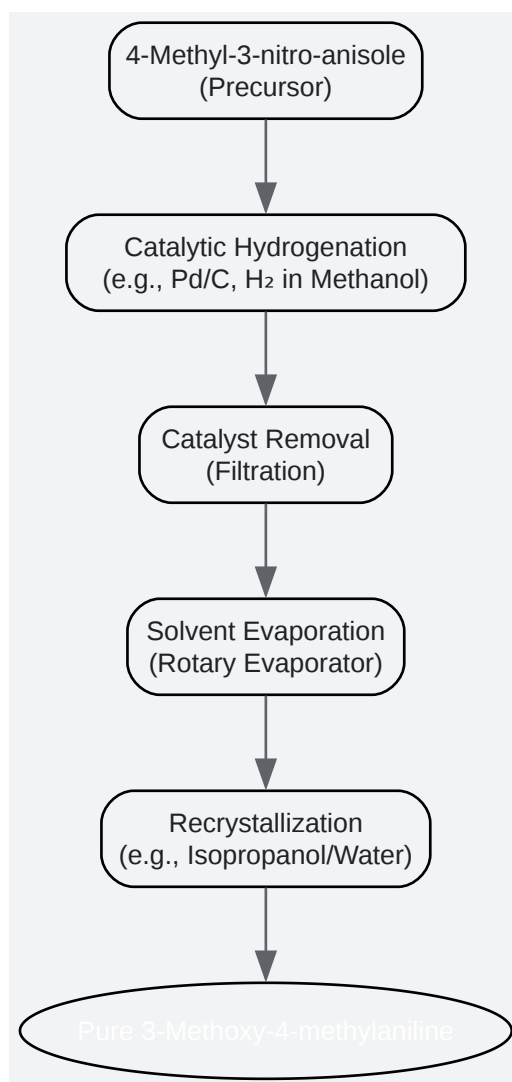 4-Methyl-3-nitro-anisole
(Precursor)
Catalytic Hydrogenation
(e.g., Pd/C, H₂ in Methanol)
Catalyst Removal
(Filtration)
Solvent Evaporation
(Rotary Evaporator)
Recrystallization
(e.g., Isopropanol/Water)
Pure 3-Methoxy-4-methylaniline